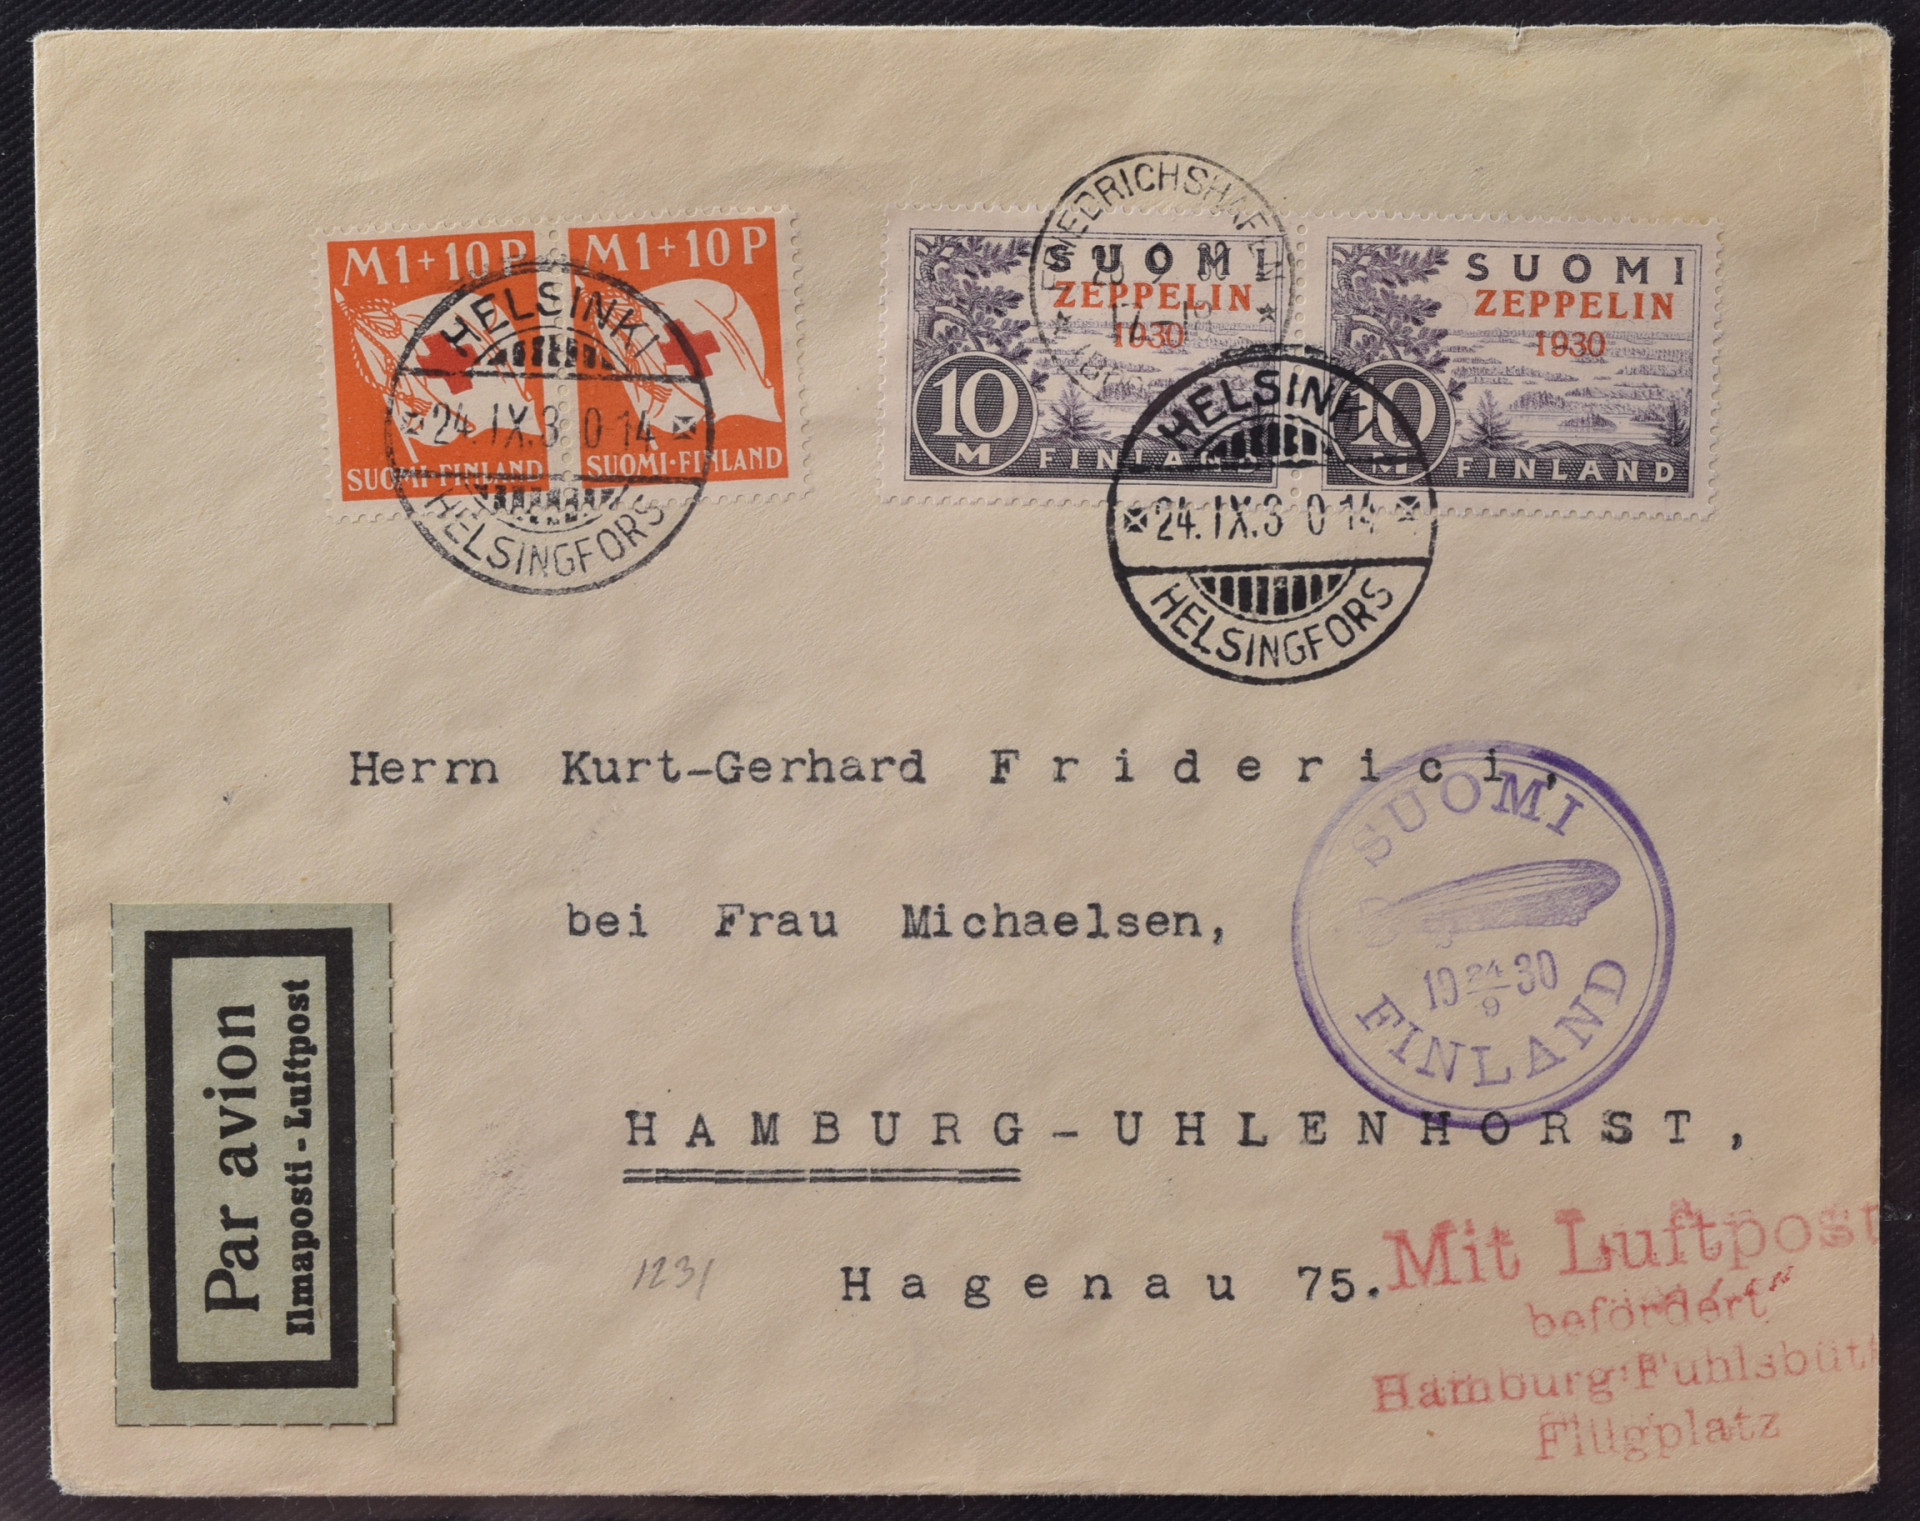 M1+10P
SUOMI-FINLAND
M1+10P
SUOMI·FINLAND
HELSINKI
24.IX.30 14
HELSINGFORS
FRIEDRICHSHAFEN
SUOMI
ZEPPELIN
1930
10
M
FINLAND
SUOMI
ZEPPELIN
1930
10
M
FINLAND
HELSINKI
24.IX.30 14
HELSINGFORS
Herrn Kurt-Gerhard Friderici,
bei Frau Michaelsen,
SUOMI
19 24/9 30
FINLAND
HAMBURG-UHLENHORST,
Hagenau 75.
1231
Par avion
Ilmaposti - Luftpost
Mit Luftpost
befördert
Hamburg
Flugplatz